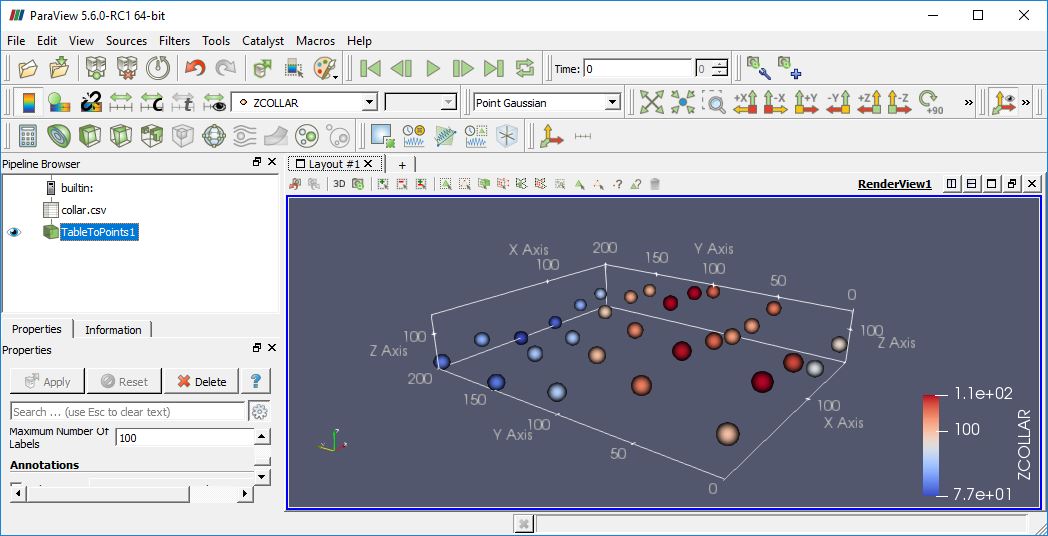 ParaView 5.6.0-RC1 64-bit
File Edit View Sources Filters Tools Catalyst Macros Help
Time: 0 0
ZCOLLAR Point Gaussian +X -X +Y -Y +Z -Z +90 »
»
Pipeline Browser
Layout #1 +
builtin:
3D RenderView1
collar.csv
TableToPoints1
X Axis 200 Y Axis
100 150 100
50 0
100 100
Z Axis Z Axis
200
150
Y Axis 100
50
0
100
X Axis
Properties Information
Properties
Apply Reset Delete ?
Search ... (use Esc to clear text)
Maximum Number Of
Labels 100
Annotations
1.1e+02
100
7.7e+01
ZCOLLAR